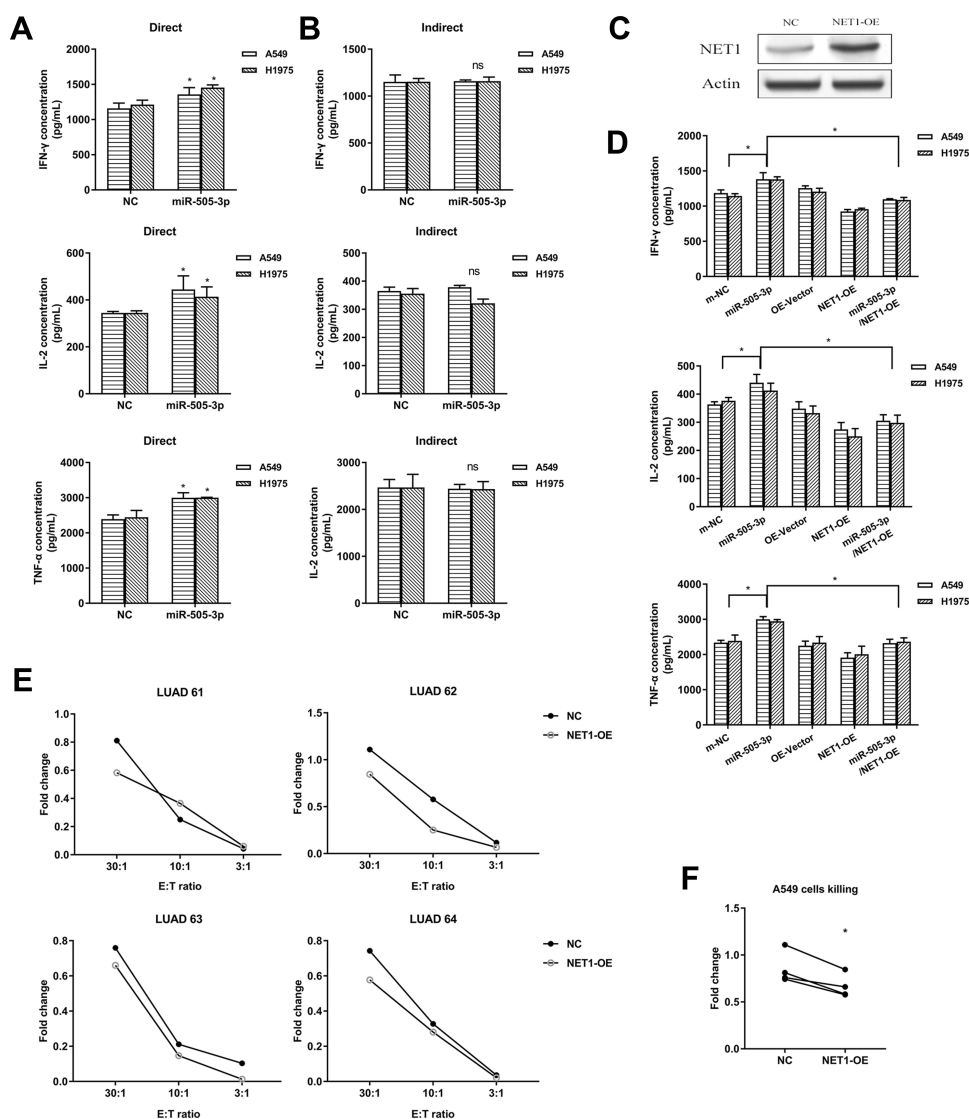 A
Direct
IFN-γ concentration
(pg/mL)
1500
1000
500
0
NC
miR-505-3p
*
*
A549
H1975
Direct
IL-2 concentration
(pg/mL)
600
400
200
0
NC
miR-505-3p
*
*
A549
H1975
Direct
TNF-α concentration
(pg/mL)
4000
3000
2000
1000
0
NC
miR-505-3p
*
*
A549
H1975
B
Indirect
IFN-γ concentration
(pg/mL)
1500
1000
500
0
NC
miR-505-3p
ns
A549
H1975
Indirect
IL-2 concentration
(pg/mL)
500
400
300
200
100
0
NC
miR-505-3p
ns
A549
H1975
Indirect
IL-2 concentration
(pg/mL)
3000
2000
1000
0
NC
miR-505-3p
ns
A549
H1975
C
NC
NET1-OE
NET1
Actin
D
IFN-γ concentration
(pg/mL)
2000
1500
1000
500
0
*
*
A549
H1975
m-NC
miR-505-3p
OE-Vector
NET1-OE
miR-505-3p
/NET1-OE
IL-2 concentration
(pg/mL)
500
400
300
200
100
0
*
*
A549
H1975
m-NC
miR-505-3p
OE-Vector
NET1-OE
miR-505-3p
/NET1-OE
TNF-α concentration
(pg/mL)
4000
3000
2000
1000
0
*
*
A549
H1975
m-NC
miR-505-3p
OE-Vector
NET1-OE
miR-505-3p
/NET1-OE
E
LUAD 61
Fold change
1.0
0.8
0.6
0.4
0.2
0.0
30:1
10:1
3:1
E:T ratio
LUAD 62
Fold change
1.5
1.0
0.5
0.0
30:1
10:1
3:1
E:T ratio
NC
NET1-OE
LUAD 63
Fold change
0.8
0.6
0.4
0.2
0.0
30:1
10:1
3:1
E:T ratio
LUAD 64
Fold change
0.8
0.6
0.4
0.2
0.0
30:1
10:1
3:1
E:T ratio
NC
NET1-OE
F
A549 cells killing
Fold change
1.5
1.0
0.5
0.0
*
NC
NET1-OE